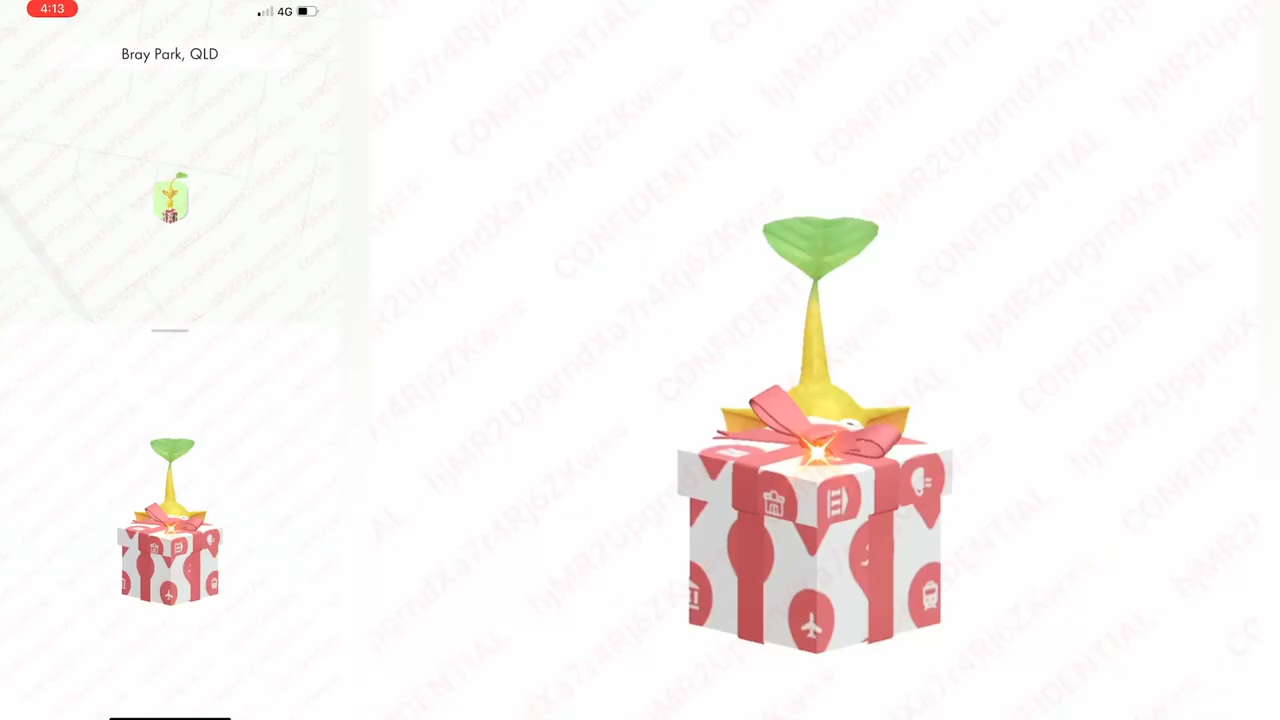 4:13
4G
Bray Park, QLD
CONFIDENTIAL
hjMR2UpgrndXa7r4Rj6ZKw==